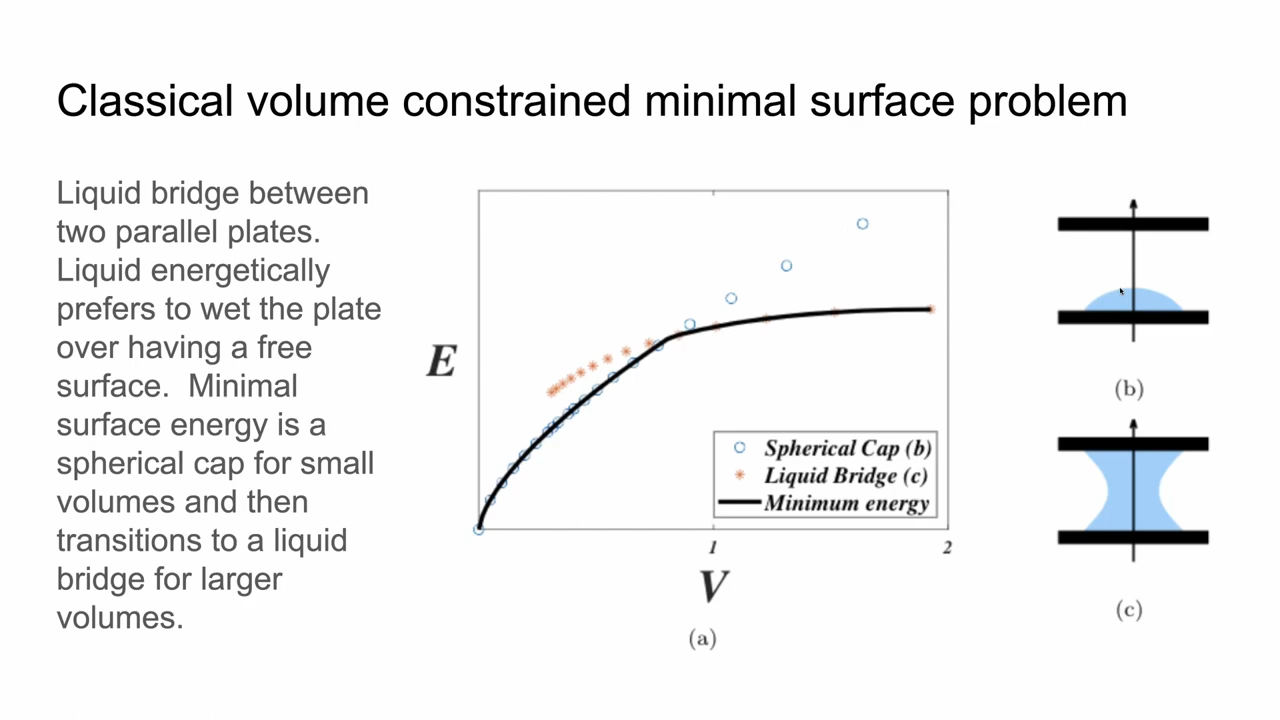 Classical volume constrained minimal surface problem
Liquid bridge between
two parallel plates.
Liquid energetically
prefers to wet the plate
over having a free
surface.  Minimal
surface energy is a
spherical cap for small
volumes and then
transitions to a liquid
bridge for larger
volumes.
E
Spherical Cap (b)
Liquid Bridge (c)
Minimum energy
1
2
V
(a)
(b)
(c)